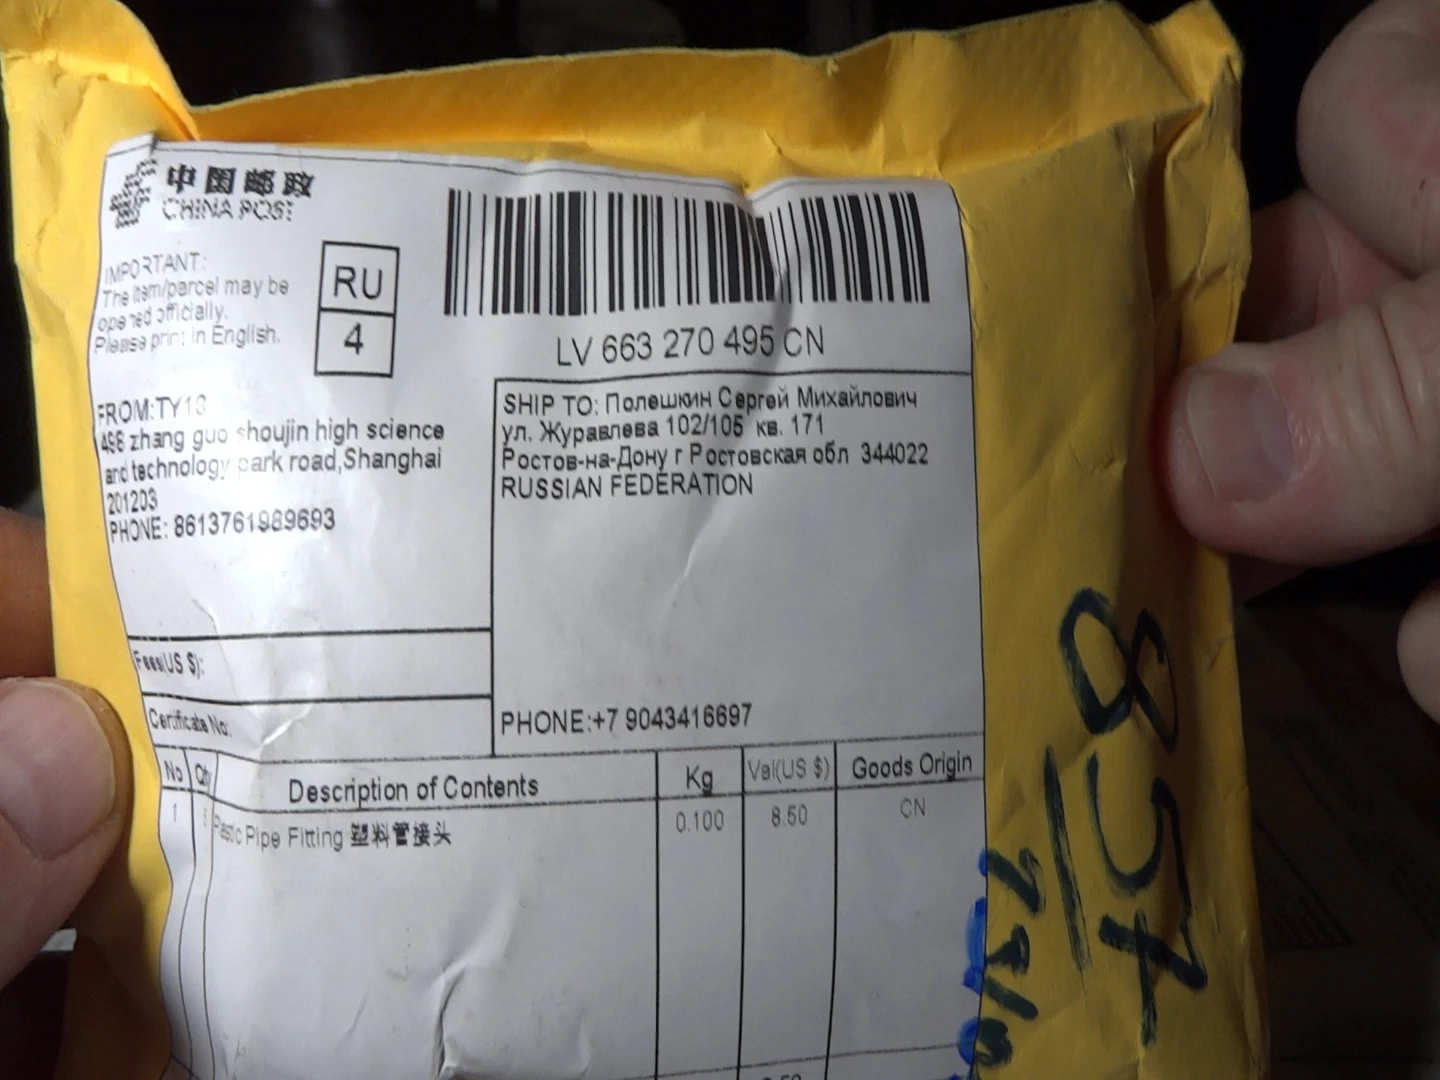 中国邮政
CHINA POST
IMPORTANT:
The item/parcel may be
opened officially.
Please print in English.
RU
4
LV 663 270 495 CN
FROM:TY18
498 zhang guo shoujin high science
and technology park road,Shanghai
201203
PHONE: 8613761989693
SHIP TO: Полешкин Сергей Михайлович
ул. Журавлева 102/105 кв. 171
Ростов-на-Дону г Ростовская обл 344022
RUSSIAN FEDERATION
PHONE:+7 9043416697
Fees(US $):
Certificate No:
No Qty Description of Contents Kg Val(US $) Goods Origin
1 Plastic Pipe Fitting 塑料管接头 0.100 8.50 CN
857